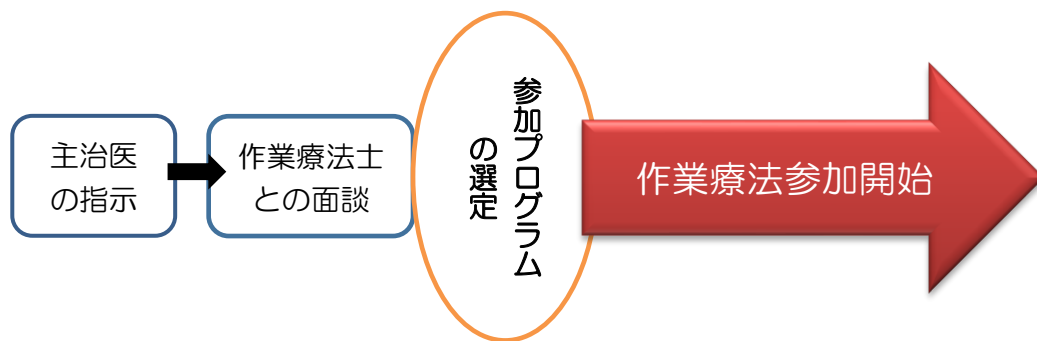 主治医
の指示
作業療法士
との面談
参加プログラム
の選定
作業療法参加開始